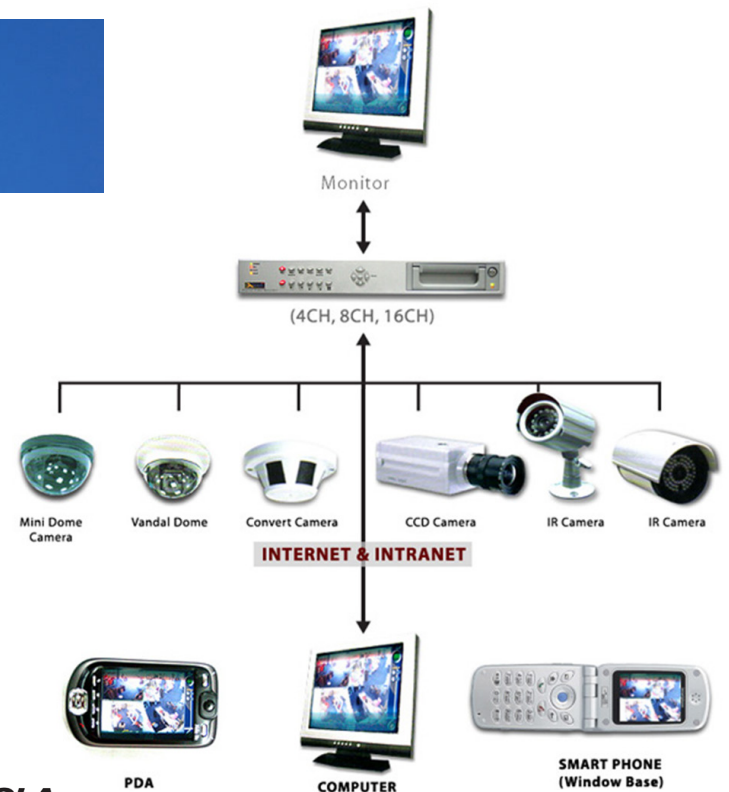 Monitor
(4CH, 8CH, 16CH)
Mini Dome
Camera
Vandal Dome
Convert Camera
CCD Camera
IR Camera
IR Camera
INTERNET & INTRANET
PDA
COMPUTER
SMART PHONE
(Window Base)